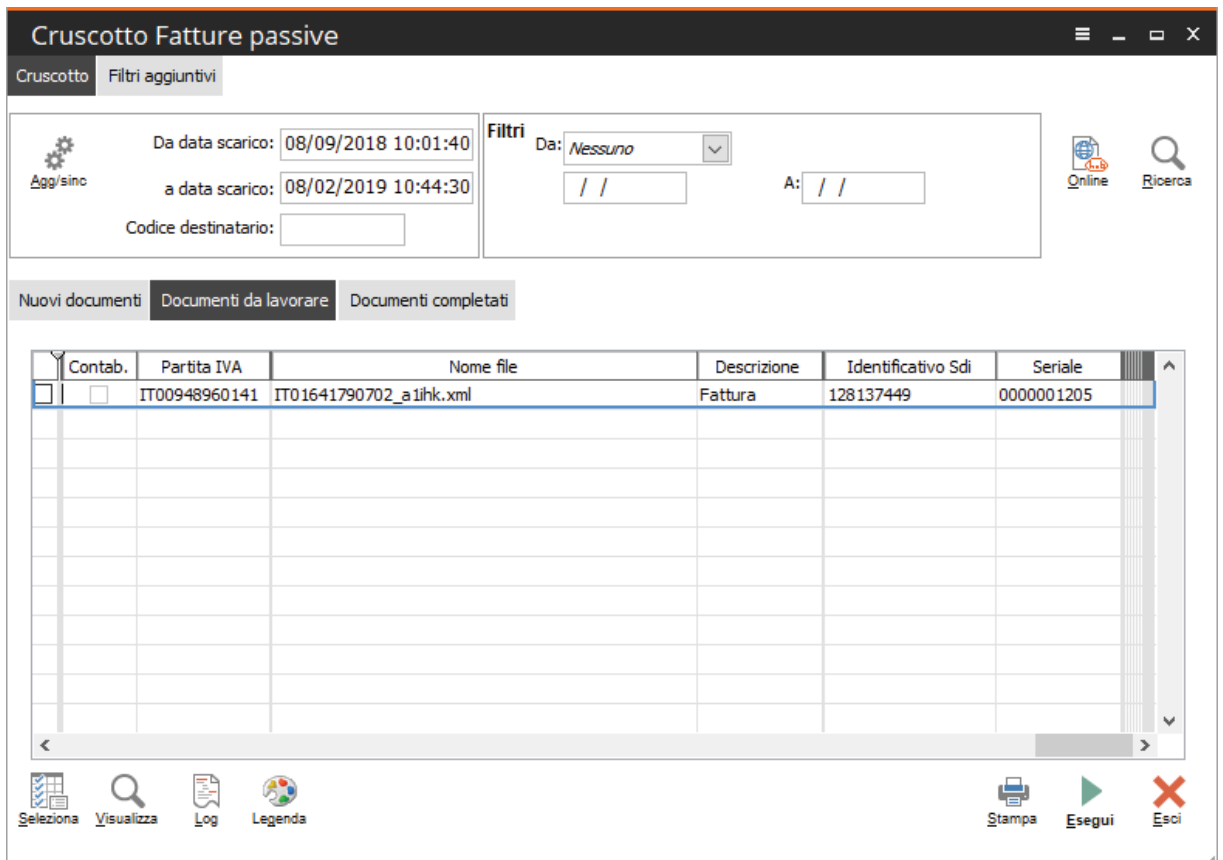 Cruscotto Fatture passive
Cruscotto Filtri aggiuntivi
Agg/sinc
Da data scarico: 08/09/2018 10:01:40
a data scarico: 08/02/2019 10:44:30
Codice destinatario:
Filtri
Da: Nessuno
/ / A: / /
Online Ricerca
Nuovi documenti Documenti da lavorare Documenti completati
Contab. Partita IVA Nome file Descrizione Identificativo Sdi Seriale
IT00948960141 IT01641790702_a1ihk.xml Fattura 128137449 0000001205
Seleziona Visualizza Log Legenda Stampa Esegui Esci